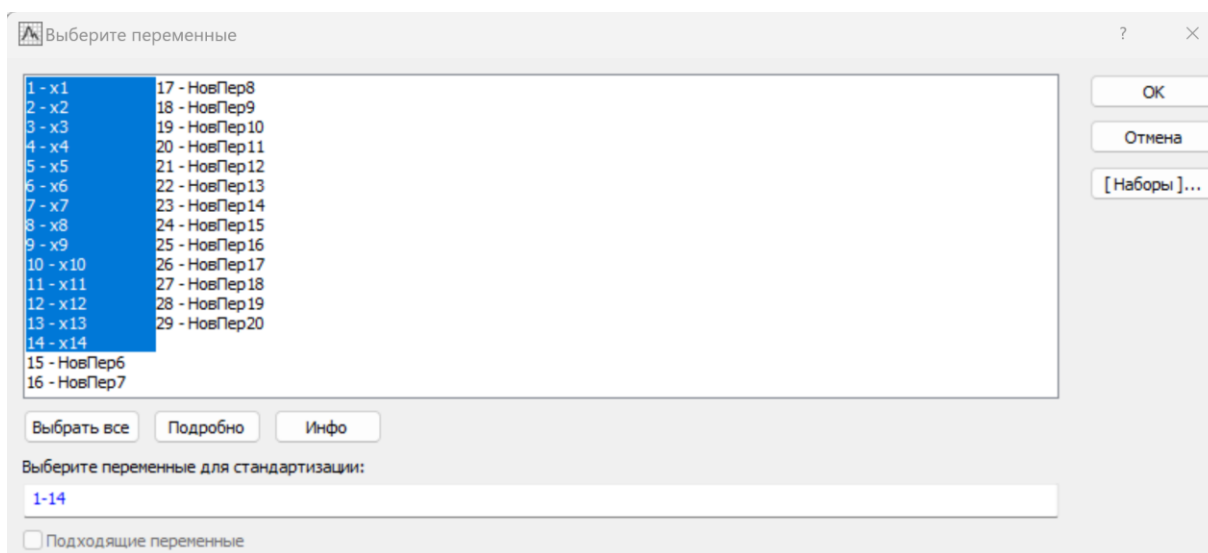 Выберите переменные
?
1 - x1
2 - x2
3 - x3
4 - x4
5 - x5
6 - x6
7 - x7
8 - x8
9 - x9
10 - x10
11 - x11
12 - x12
13 - x13
14 - x14
15 - НовПер6
16 - НовПер7
17 - НовПер8
18 - НовПер9
19 - НовПер10
20 - НовПер11
21 - НовПер12
22 - НовПер13
23 - НовПер14
24 - НовПер15
25 - НовПер16
26 - НовПер17
27 - НовПер18
28 - НовПер19
29 - НовПер20
OK
Отмена
[ Наборы ]...
Выбрать все
Подробно
Инфо
Выберите переменные для стандартизации:
1-14
Подходящие переменные